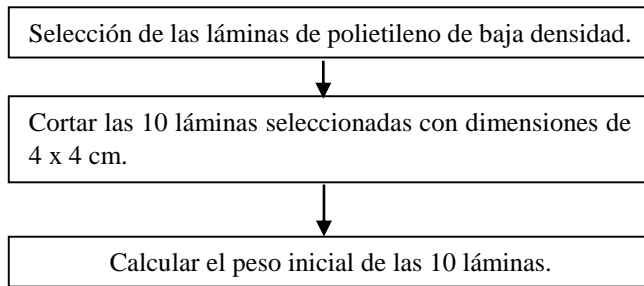 Selección de las láminas de polietileno de baja densidad.
Cortar las 10 láminas seleccionadas con dimensiones de
4 x 4 cm.
Calcular el peso inicial de las 10 láminas.